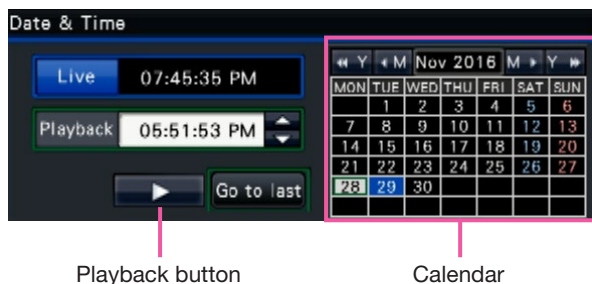 Date & Time
Live 07:45:35 PM
Playback 05:51:53 PM
Go to last
Y M Nov 2016 M Y
MON TUE WED THU FRI SAT SUN
1 2 3 4 5 6
7 8 9 10 11 12 13
14 15 16 17 18 19 20
21 22 23 24 25 26 27
28 29 30
Playback button
Calendar